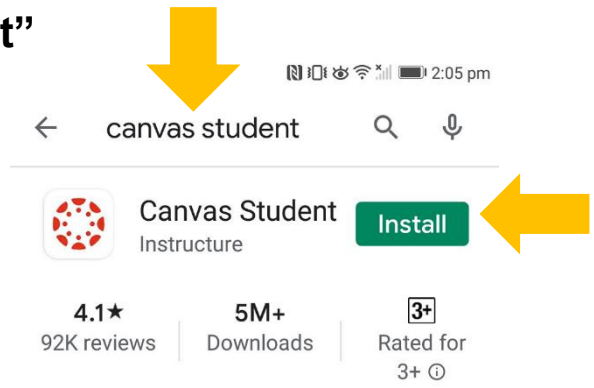 t”
2:05 pm
canvas student
Canvas Student
Install
Instructure
4.1★
5M+
3+
92K reviews
Downloads
Rated for
3+ ⓘ